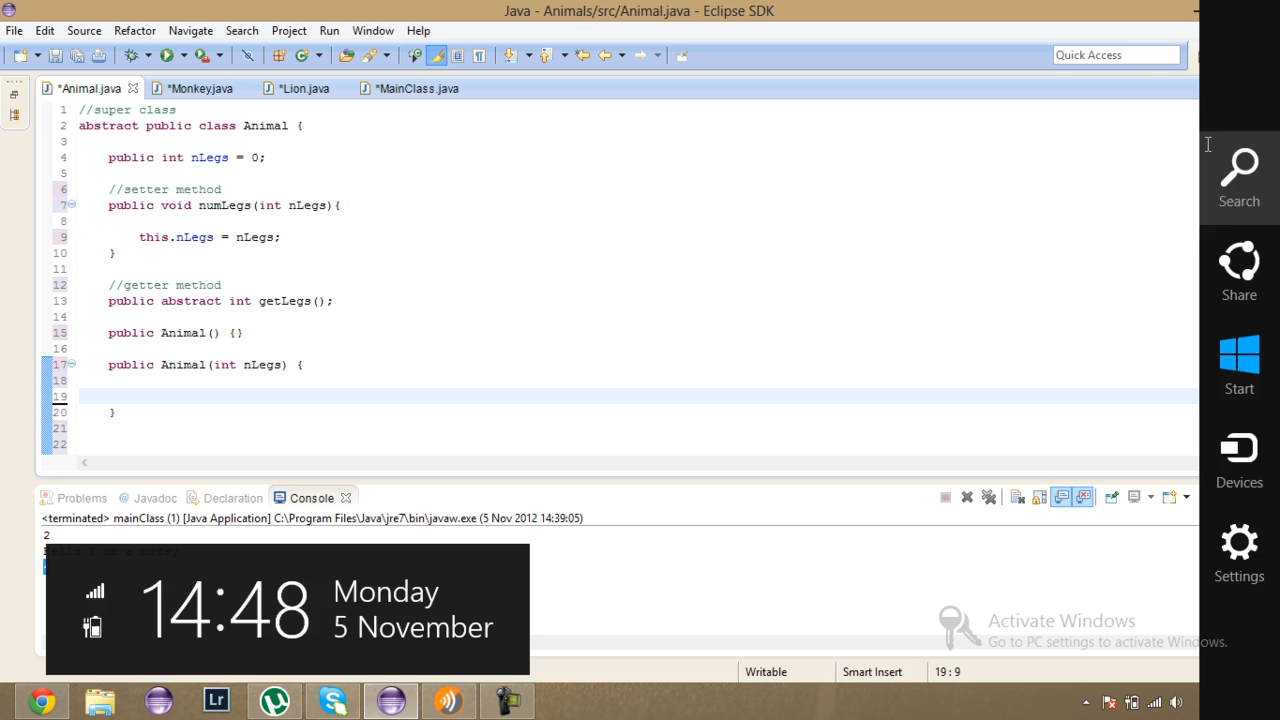 Java - Animals/src/Animal.java - Eclipse SDK
File Edit Source Refactor Navigate Search Project Run Window Help
Quick Access
*Animal.java *Monkey.java *Lion.java *MainClass.java
1 //super class
2 abstract public class Animal {
3
4 public int nLegs = 0;
5
6 //setter method
7 public void numLegs(int nLegs){
8
9 this.nLegs = nLegs;
10 }
11
12 //getter method
13 public abstract int getLegs();
14
15 public Animal() {}
16
17 public Animal(int nLegs) {
18
19
20 }
21
22
Problems @ Javadoc Declaration Console
<terminated> mainClass (1) [Java Application] C:\Program Files\Java\jre7\bin\javaw.exe (5 Nov 2012 14:39:05)
2
14:48
Monday
5 November
Activate Windows
Go to PC settings to activate Windows.
Writable Smart Insert 19 : 9
Lr
Search
Share
Start
Devices
Settings